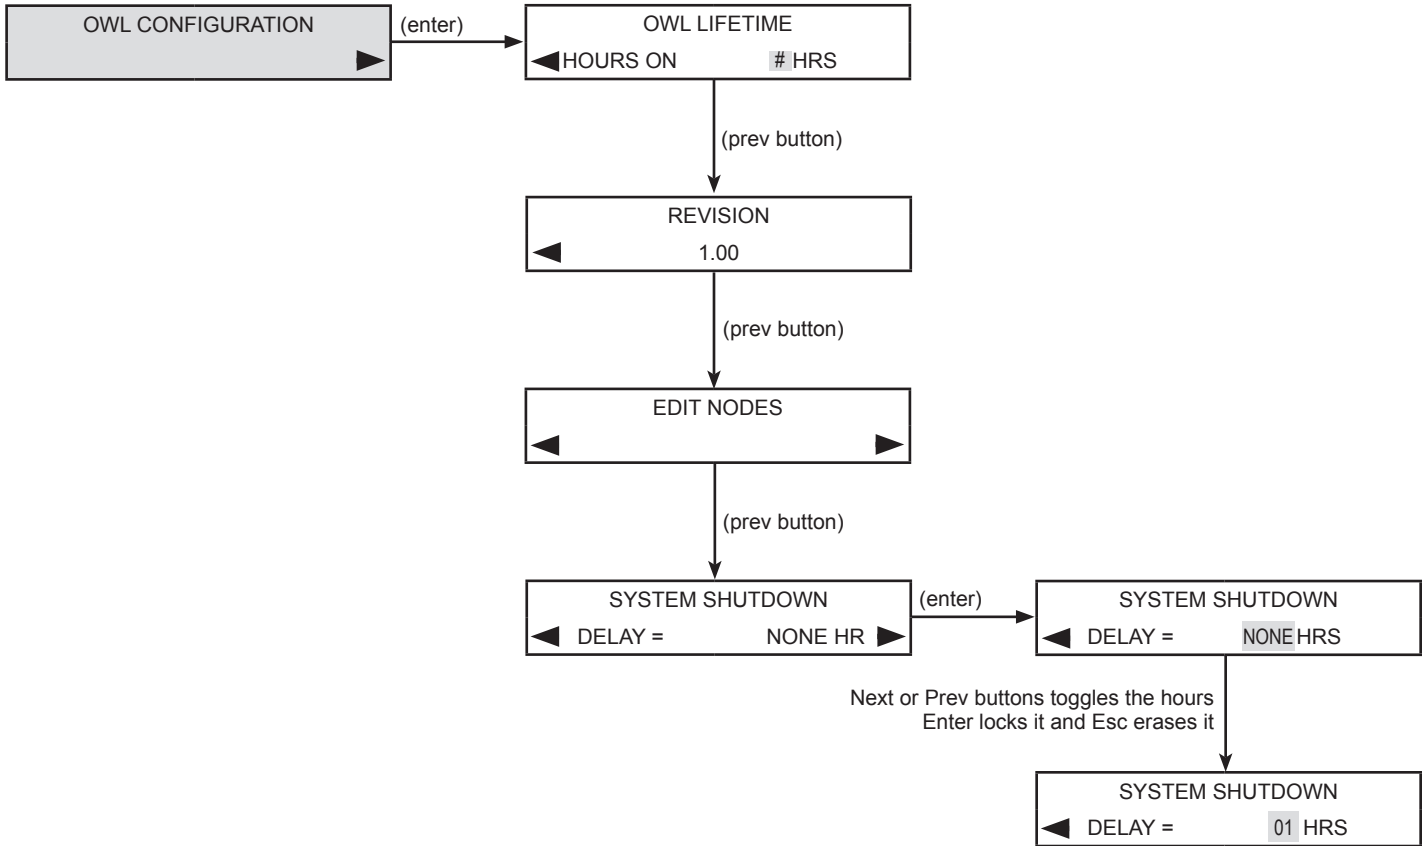 OWL CONFIGURATION
(enter)
OWL LIFETIME
HOURS ON # HRS
(prev button)
REVISION
1.00
(prev button)
EDIT NODES
(prev button)
SYSTEM SHUTDOWN
DELAY = NONE HR
(enter)
SYSTEM SHUTDOWN
DELAY = NONE HRS
Next or Prev buttons toggles the hours
Enter locks it and Esc erases it
SYSTEM SHUTDOWN
DELAY = 01 HRS